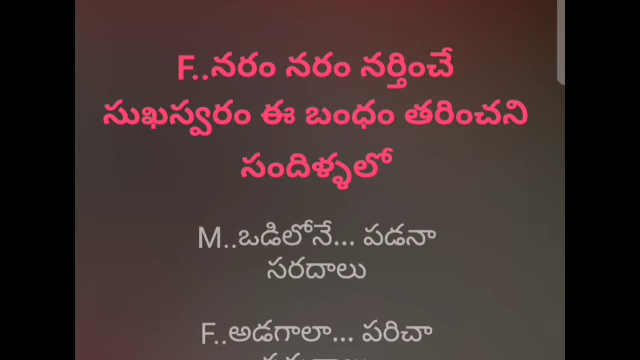 F..నరం నరం నర్తించే
సుఖస్వరం ఈ బంధం తరించని
సందిళ్ళలో
M..ఒడిలోనే... పడనా
సరదాలు
F..అడగాలా... పరిచా